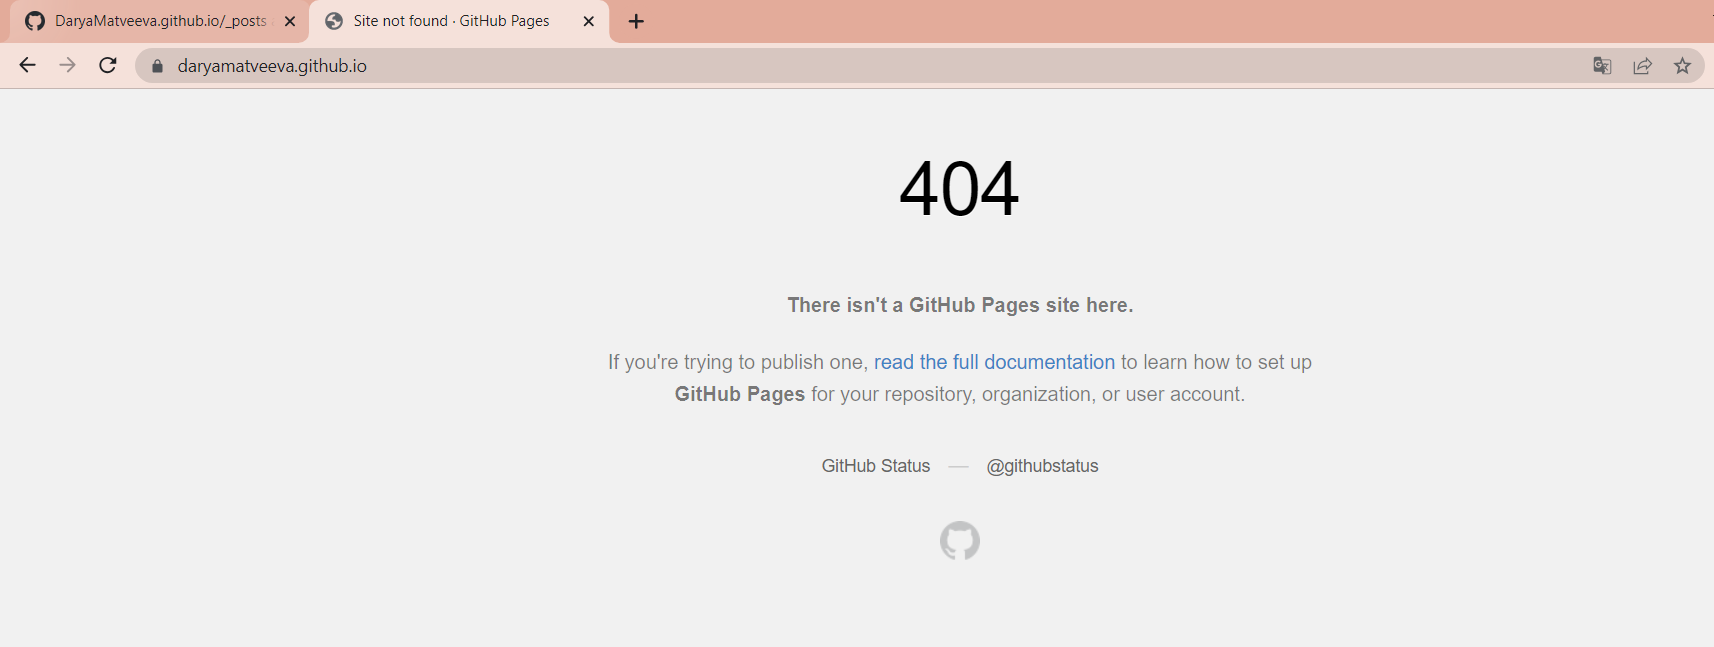 DaryaMatveeva.github.io/_posts
Site not found · GitHub Pages
daryamatveeva.github.io
404
There isn't a GitHub Pages site here.
If you're trying to publish one, read the full documentation to learn how to set up
GitHub Pages for your repository, organization, or user account.
GitHub Status — @githubstatus